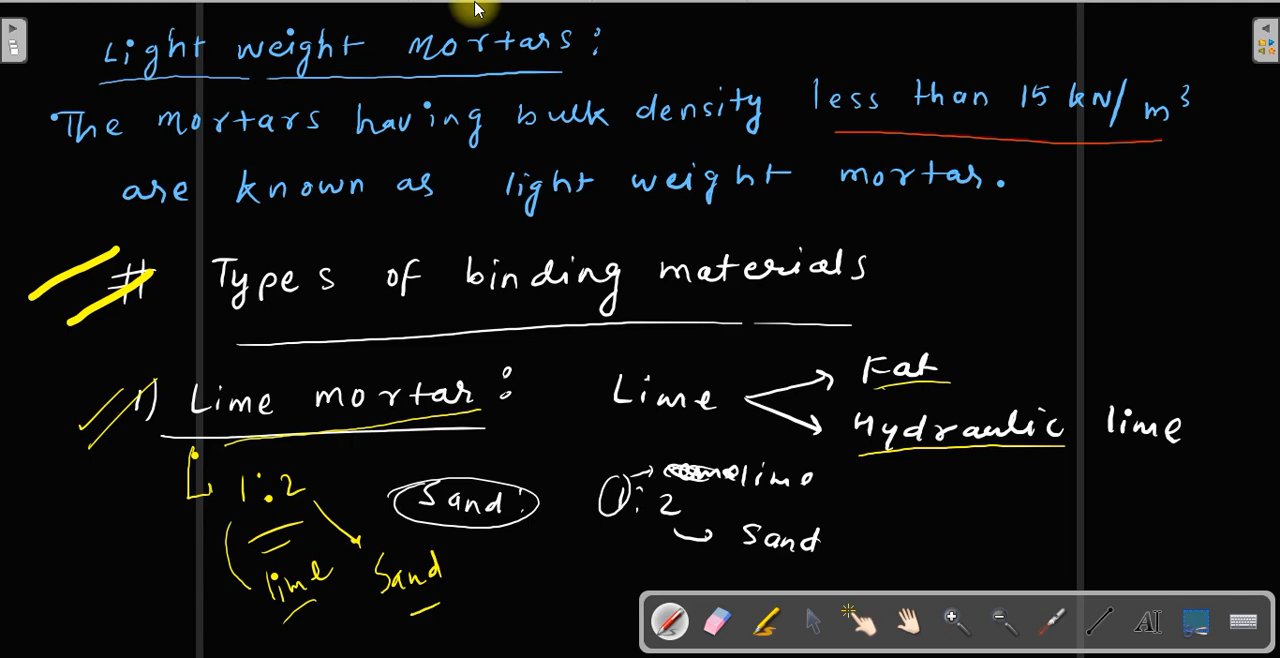 Light weight mortars:
The mortars having bulk density less than 15 kN/m³
are known as light weight mortar.
# Types of binding materials
1) Lime mortar: Lime Fat
Hydraulic lime
1:2 Sand: 1:2 lime
Sand
lime Sand
AI